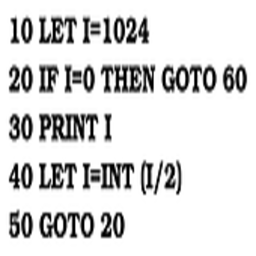 10 LET I=1024
20 IF I=0 THEN GOTO 60
30 PRINT I
40 LET I=INT (I/2)
50 GOTO 20